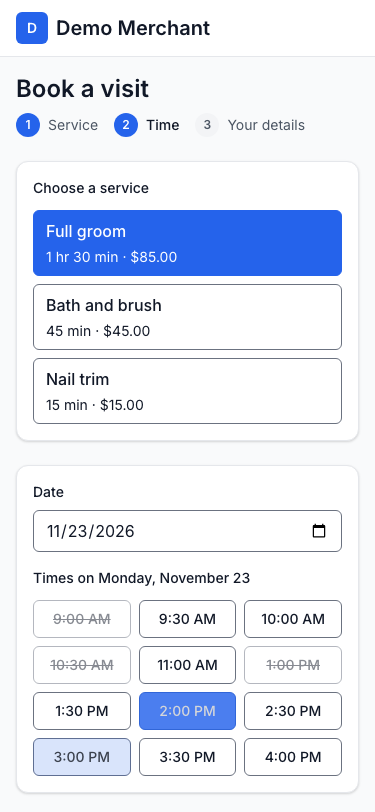 D Demo Merchant
Book a visit
1 Service 2 Time 3 Your details
Choose a service
Full groom
1 hr 30 min · $85.00
Bath and brush
45 min · $45.00
Nail trim
15 min · $15.00
Date
11/23/2026
Times on Monday, November 23
9:00 AM 9:30 AM 10:00 AM
10:30 AM 11:00 AM 1:00 PM
1:30 PM 2:00 PM 2:30 PM
3:00 PM 3:30 PM 4:00 PM